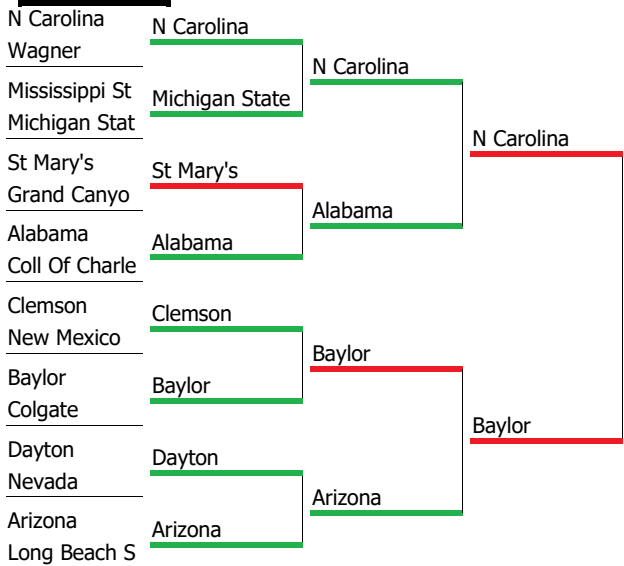 N Carolina
Wagner
Mississippi St
Michigan Stat
St Mary's
Grand Canyo
Alabama
Coll Of Charle
Clemson
New Mexico
Baylor
Colgate
Dayton
Nevada
Arizona
Long Beach S
N Carolina
Michigan State
St Mary's
Alabama
Clemson
Baylor
Dayton
Arizona
N Carolina
Alabama
Baylor
Arizona
N Carolina
Baylor